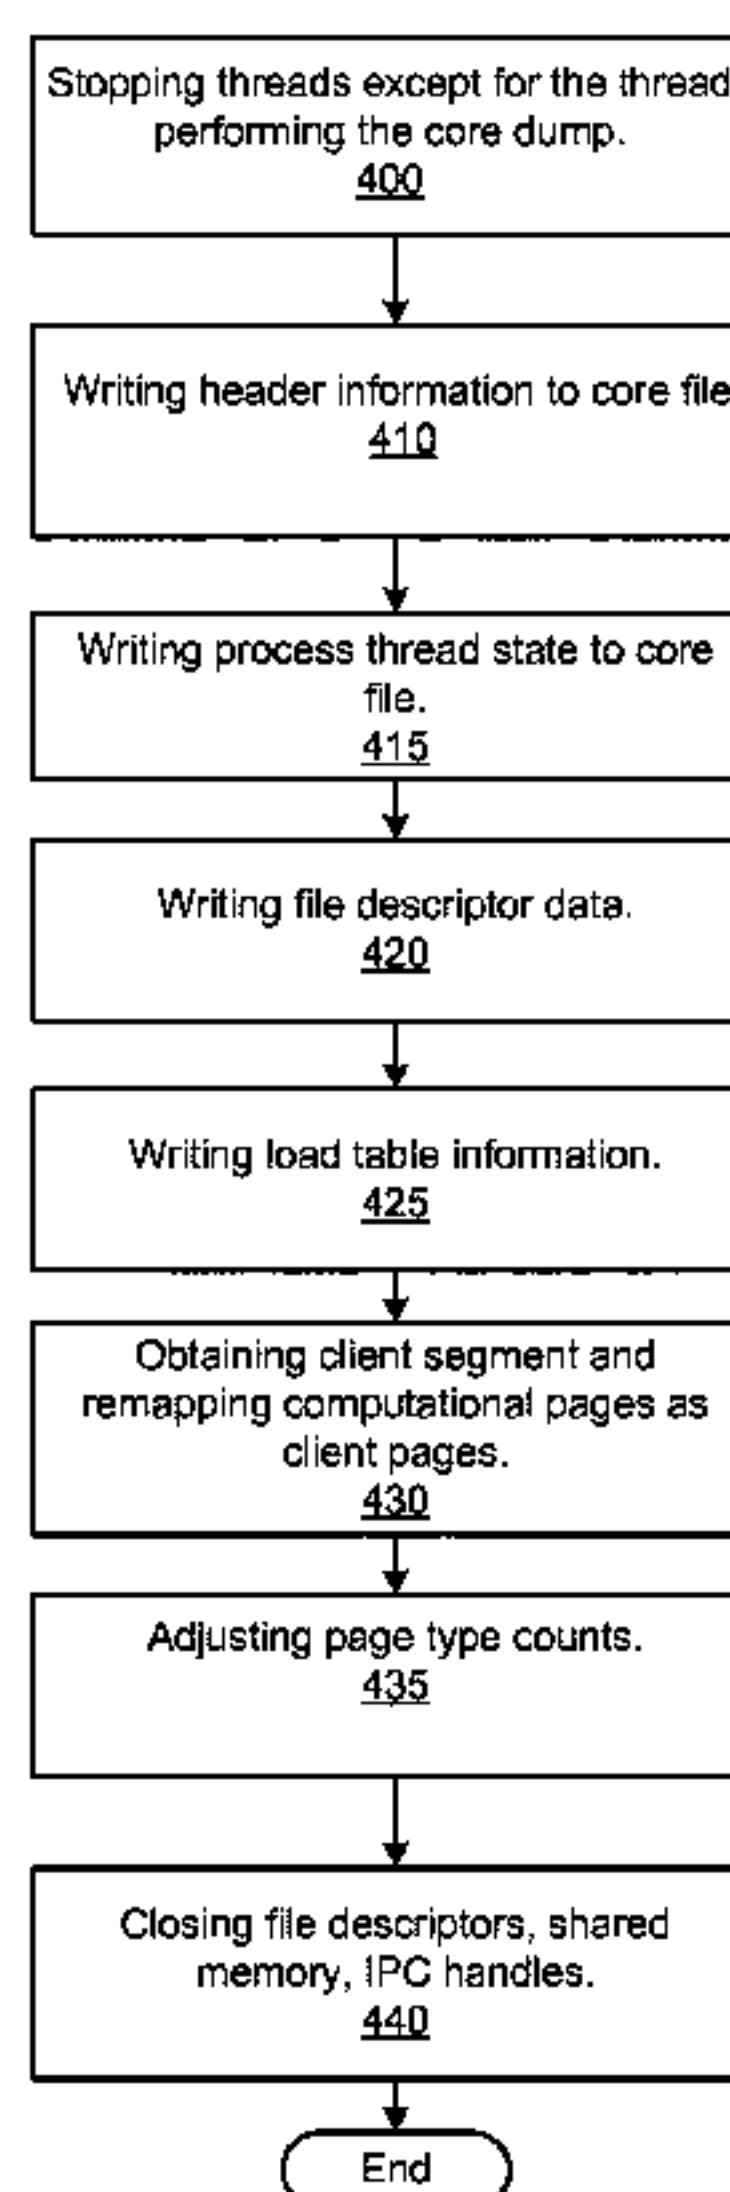 Stopping threads except for the thread
performing the core dump.
400
Writing header information to core file
410
Writing process thread state to core
file.
415
Writing file descriptor data.
420
Writing load table information.
425
Obtaining client segment and
remapping computational pages as
client pages.
430
Adjusting page type counts.
435
Closing file descriptors, shared
memory, IPC handles.
440
End